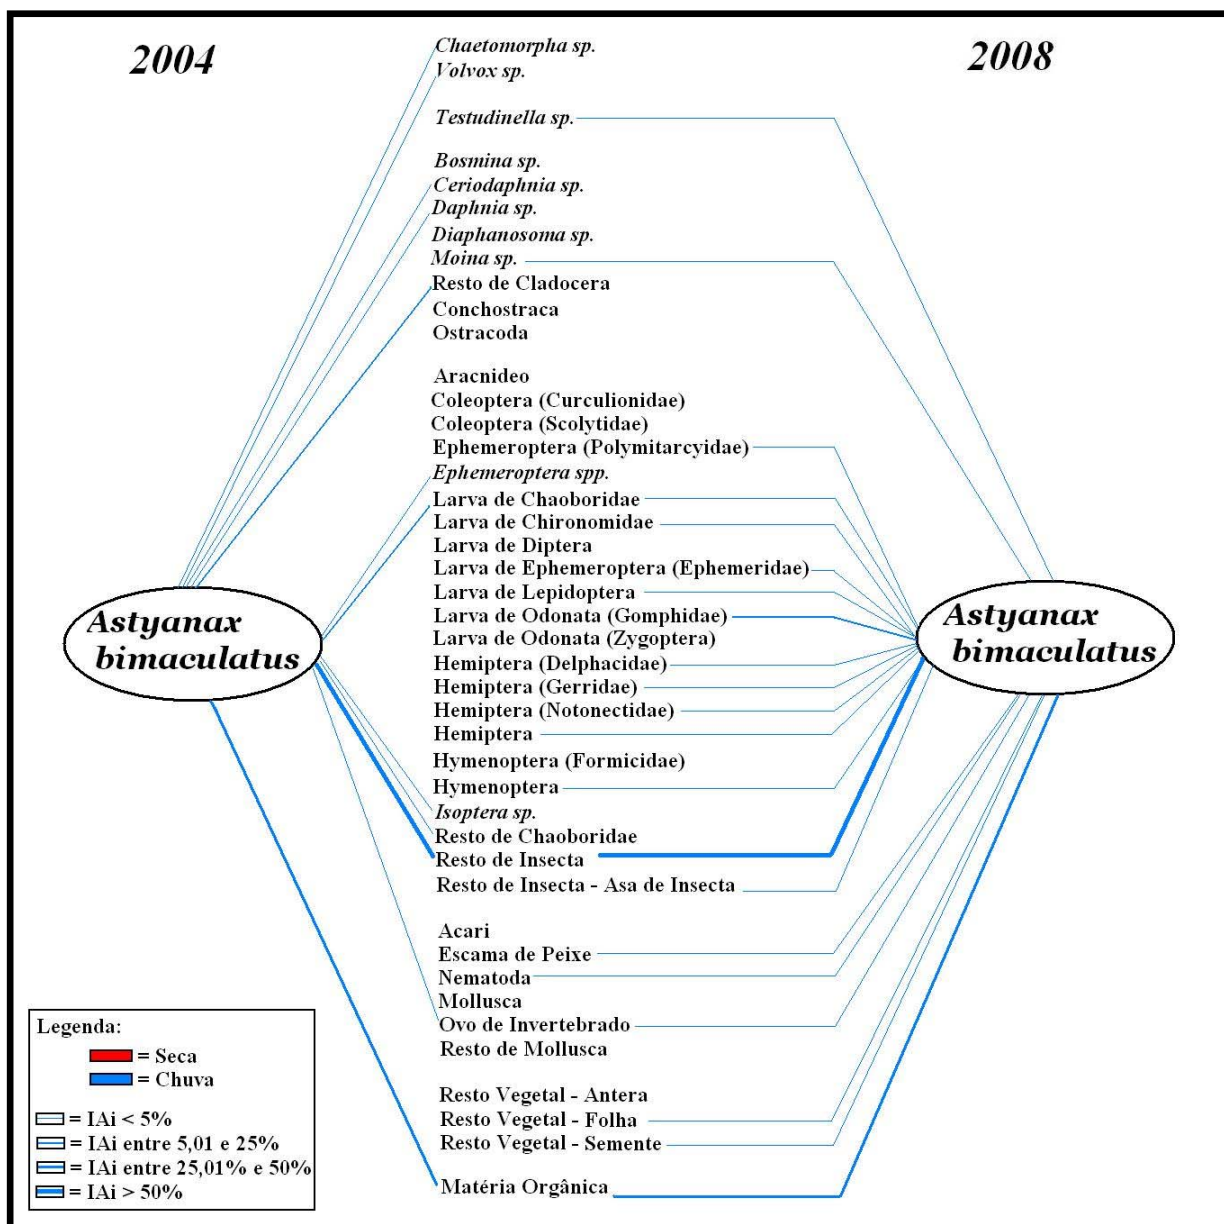 2004
2008
Chaetomorpha sp.
Volvox sp.
Testudinella sp.
Bosmina sp.
Ceriodaphnia sp.
Daphnia sp.
Diaphanosoma sp.
Moina sp.
Resto de Cladocera
Conchostraca
Ostracoda
Aracnideo
Coleoptera (Curculionidae)
Coleoptera (Scolytidae)
Ephemeroptera (Polymitarcyidae)
Ephemeroptera spp.
Larva de Chaoboridae
Larva de Chironomidae
Larva de Diptera
Larva de Ephemeroptera (Ephemeridae)
Larva de Lepidoptera
Larva de Odonata (Gomphidae)
Larva de Odonata (Zygoptera)
Hemiptera (Delphacidae)
Hemiptera (Gerridae)
Hemiptera (Notonectidae)
Hemiptera
Hymenoptera (Formicidae)
Hymenoptera
Isoptera sp.
Resto de Chaoboridae
Resto de Insecta
Resto de Insecta - Asa de Insecta
Acari
Escama de Peixe
Nematoda
Mollusca
Ovo de Invertebrado
Resto de Mollusca
Resto Vegetal - Antera
Resto Vegetal - Folha
Resto Vegetal - Semente
Matéria Orgânica
Astyanax
bimaculatus
Astyanax
bimaculatus
Legenda:
= Seca
= Chuva
= IAi < 5%
= IAi entre 5,01 e 25%
= IAi entre 25,01% e 50%
= IAi > 50%